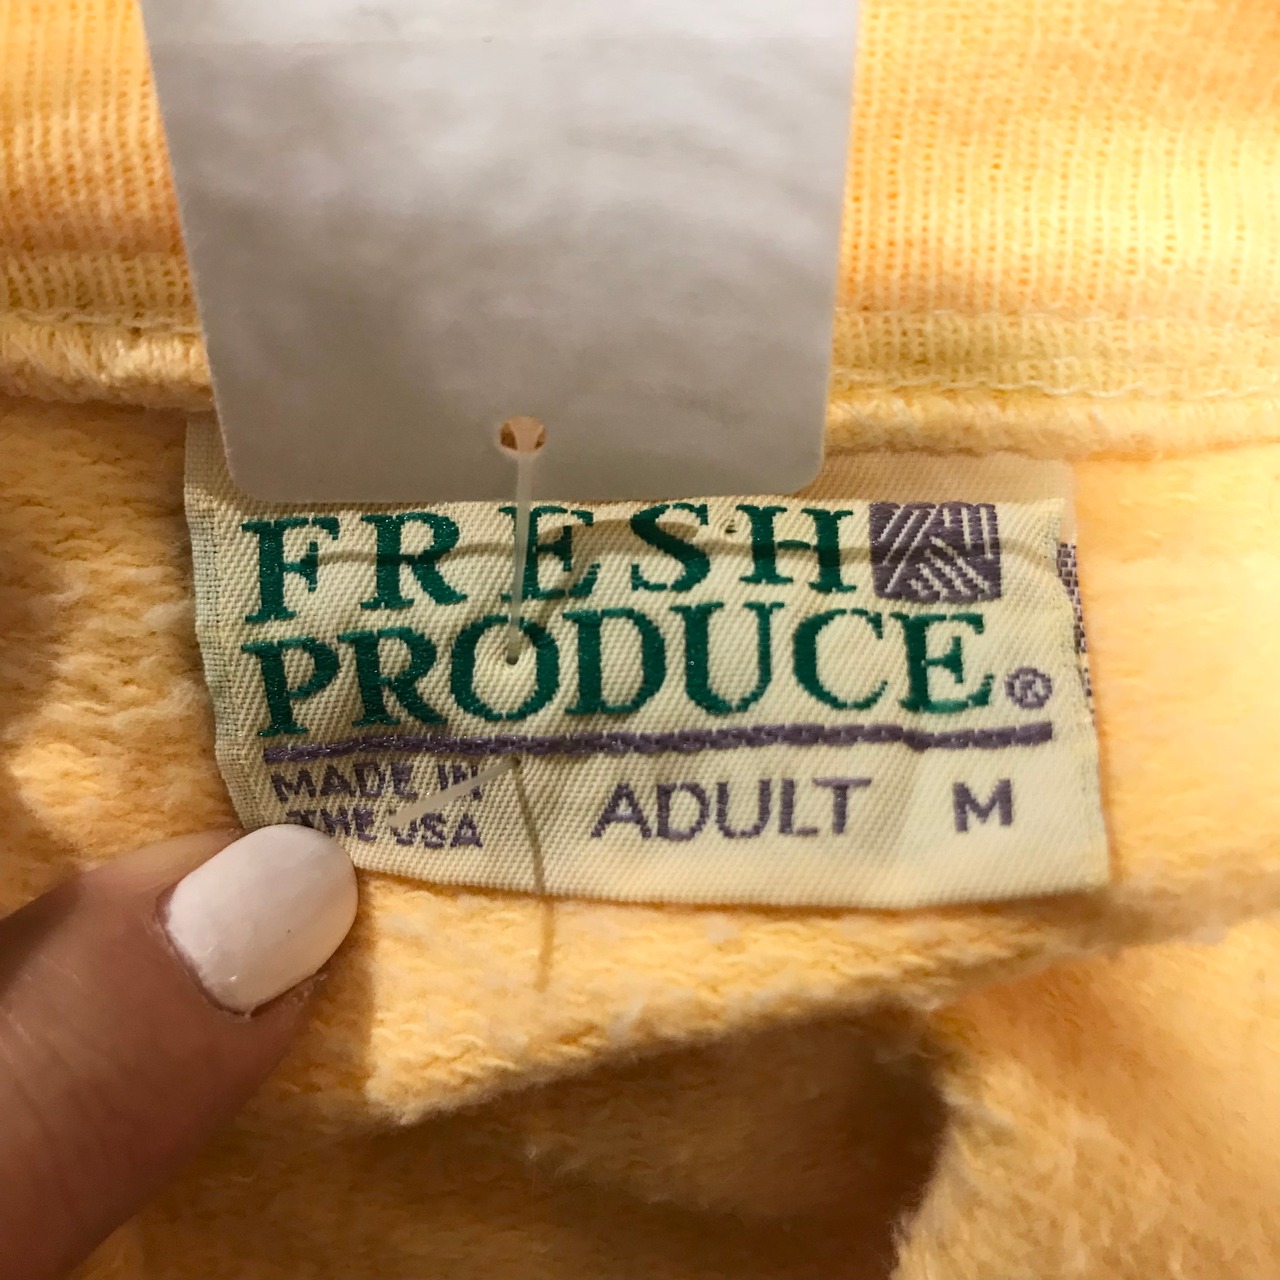 FRESH
PRODUCE®
MADE IN
THE USA
ADULT M